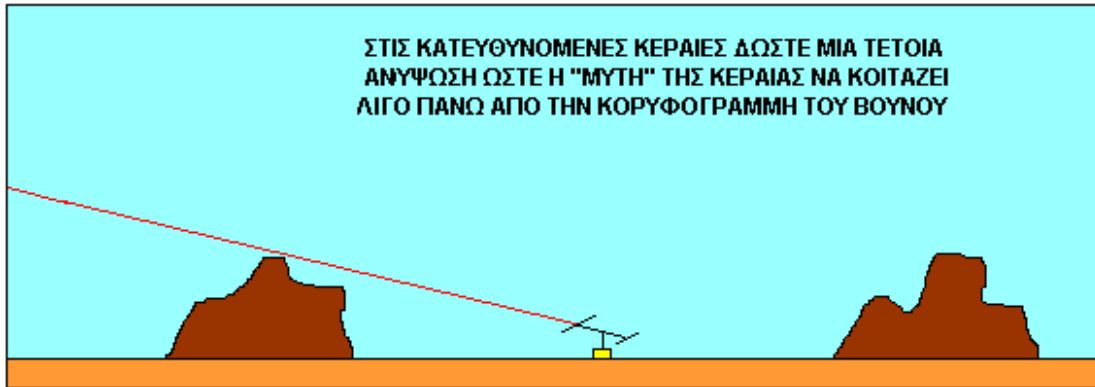 ΣΤΙΣ ΚΑΤΕΥΘΥΝΟΜΕΝΕΣ ΚΕΡΑΙΕΣ ΔΩΣΤΕ ΜΙΑ ΤΕΤΟΙΑ
ΑΝΥΨΩΣΗ ΩΣΤΕ Η "ΜΥΤΗ" ΤΗΣ ΚΕΡΑΙΑΣ ΝΑ ΚΟΙΤΑΖΕΙ
ΛΙΓΟ ΠΑΝΩ ΑΠΟ ΤΗΝ ΚΟΡΥΦΟΓΡΑΜΜΗ ΤΟΥ ΒΟΥΝΟΥ